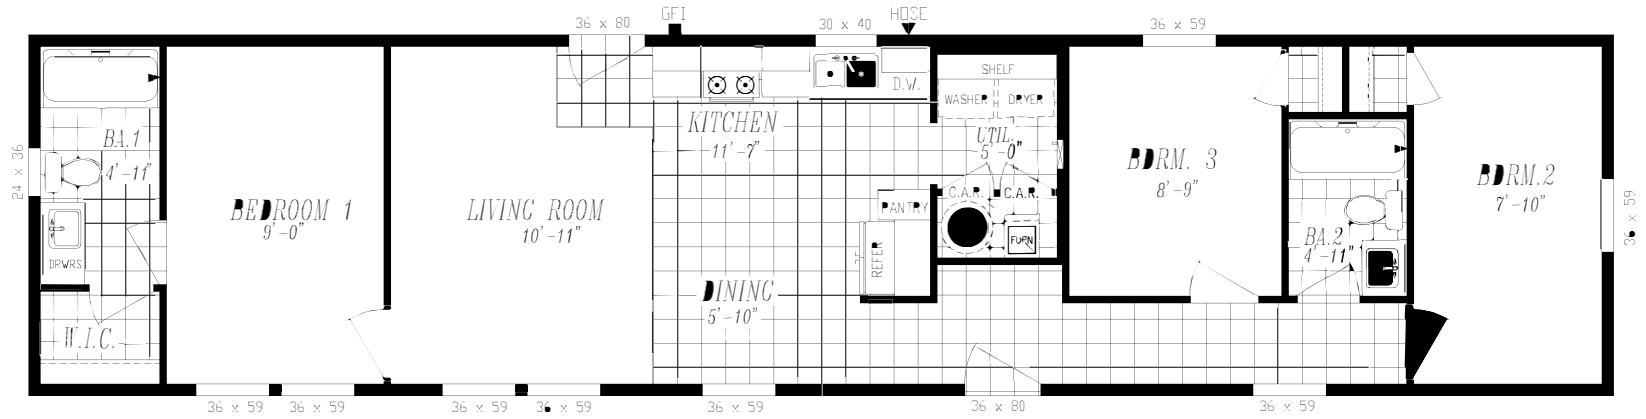 GFI
HOSE
36 x 80
30 x 40
36 x 59
SHELF
D.W.
WASHER
DRYER
KITCHEN
11'-7"
BA.1
4'-11"
UTIL.
5'-0"
BDRM. 3
8'-9"
BDRM.2
7'-10"
24 x 36
C.A.R.
C.A.R.
BEDROOM 1
9'-0"
LIVING ROOM
10'-11"
PANTRY
36 x 59
BA.2
4'-11"
FURN
REFER
DRWRS
DINING
5'-10"
W.I.C.
36 x 59
36 x 59
36 x 59
36 x 59
36 x 59
36 x 80
36 x 59